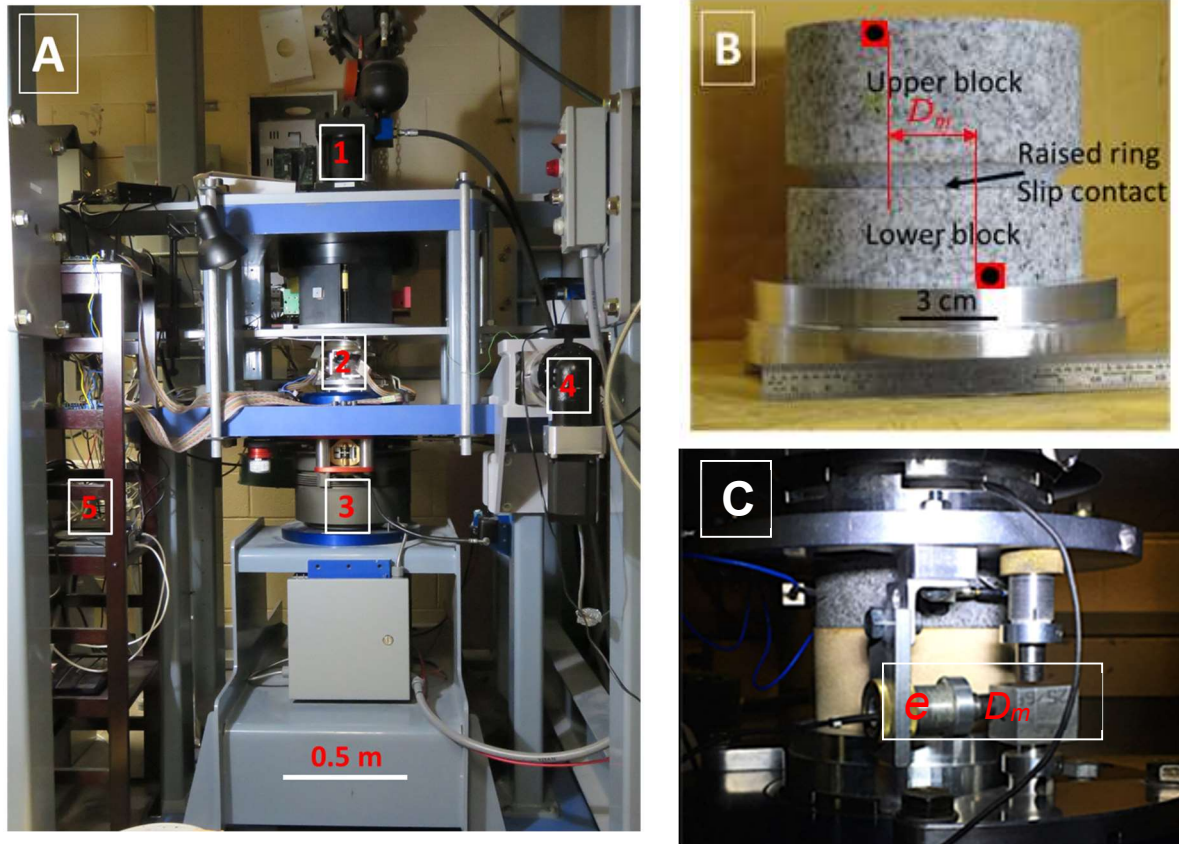 A
1
2
3
4
5
0.5 m
B
Upper block
Dm
Raised ring
Slip contact
Lower block
3 cm
C
e
Dm